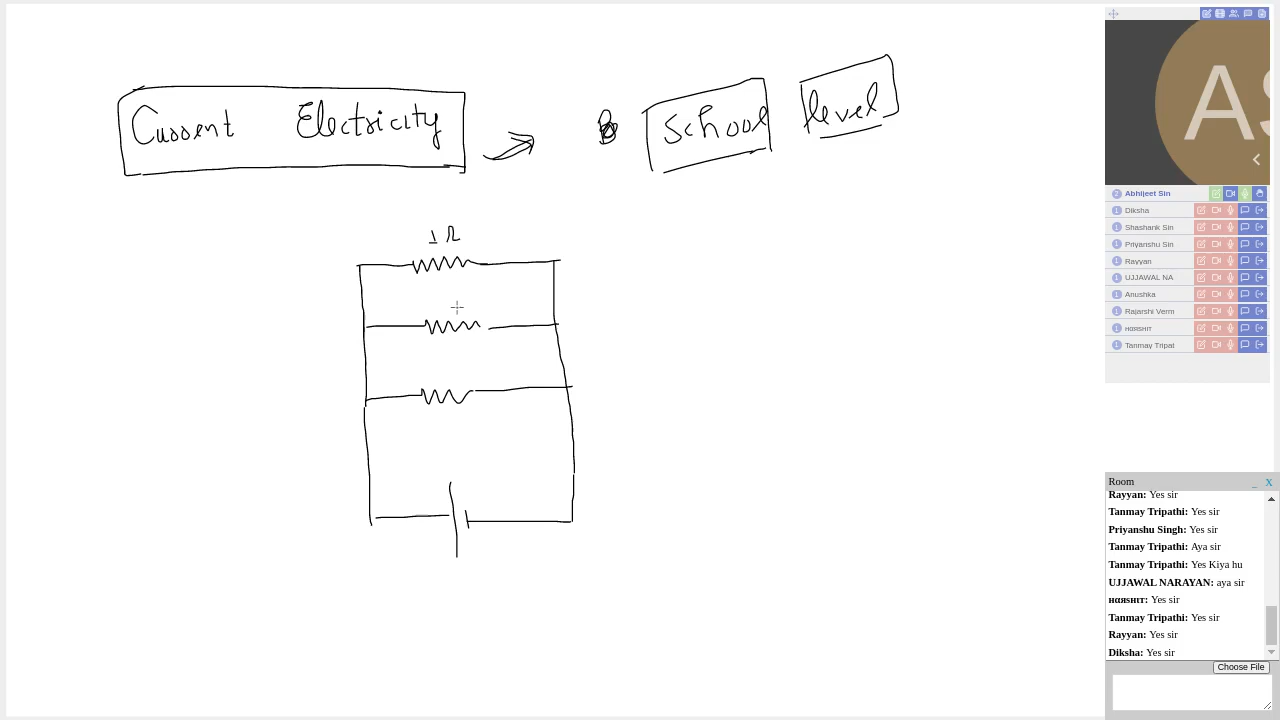 Current Electricity
School level
1 Ω
AS
Abhijeet Sin
Diksha
Shashank Sin
Priyanshu Sin
Rayyan
UJJAWAL NA
Anushka
Rajarshi Verm
нαяsнιт
Tanmay Tripat
Room _ X
Rayyan: Yes sir
Tanmay Tripathi: Yes sir
Priyanshu Singh: Yes sir
Tanmay Tripathi: Aya sir
Tanmay Tripathi: Yes Kiya hu
UJJAWAL NARAYAN: aya sir
нαяsнιт: Yes sir
Tanmay Tripathi: Yes sir
Rayyan: Yes sir
Diksha: Yes sir
Choose File